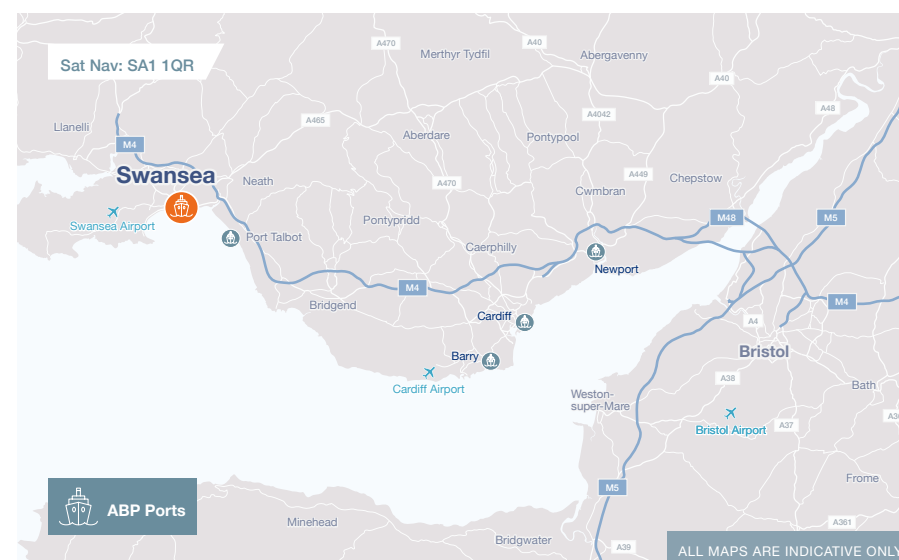 A470
Merthyr Tydfil
A40
Abergavenny
Sat Nav: SA1 1QR
A40
A48
A465
A4042
Llanelli
Aberdare
Pontypool
M4
Swansea
Neath
A470
A449
Chepstow
Cwmbran
Swansea Airport
Port Talbot
Pontypridd
M48
M5
Caerphilly
Newport
M4
M4
Bridgend
Cardiff
A4
Barry
Bristol
Cardiff Airport
A38
Bath
Weston-
super-Mare
Bristol Airport
A37
Frome
M5
ABP Ports
Minehead
A361
Bridgwater
A39
ALL MAPS ARE INDICATIVE ONLY